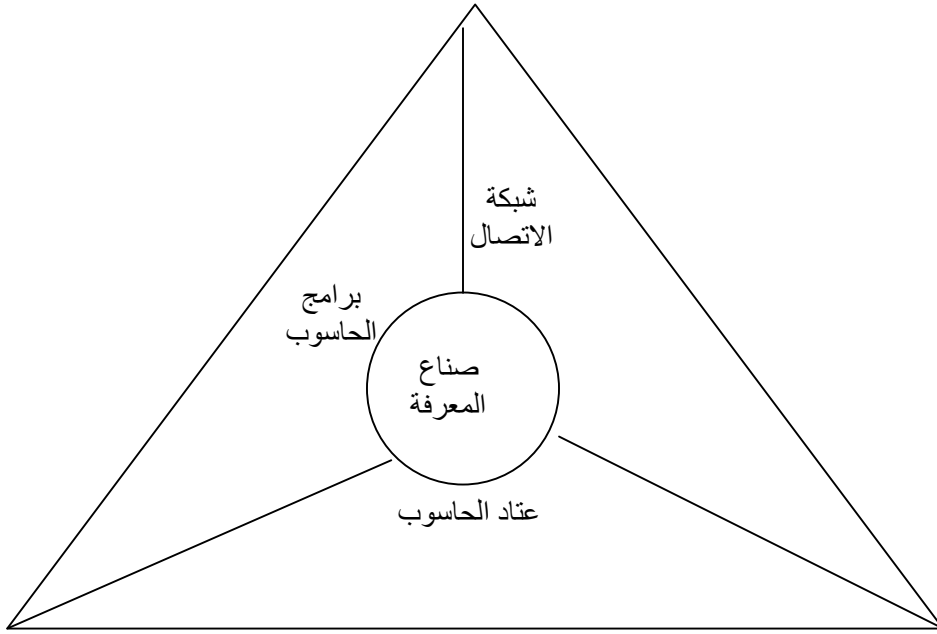 شبكة
الاتصال
برامج
الحاسوب
صناع
المعرفة
عتاد الحاسوب